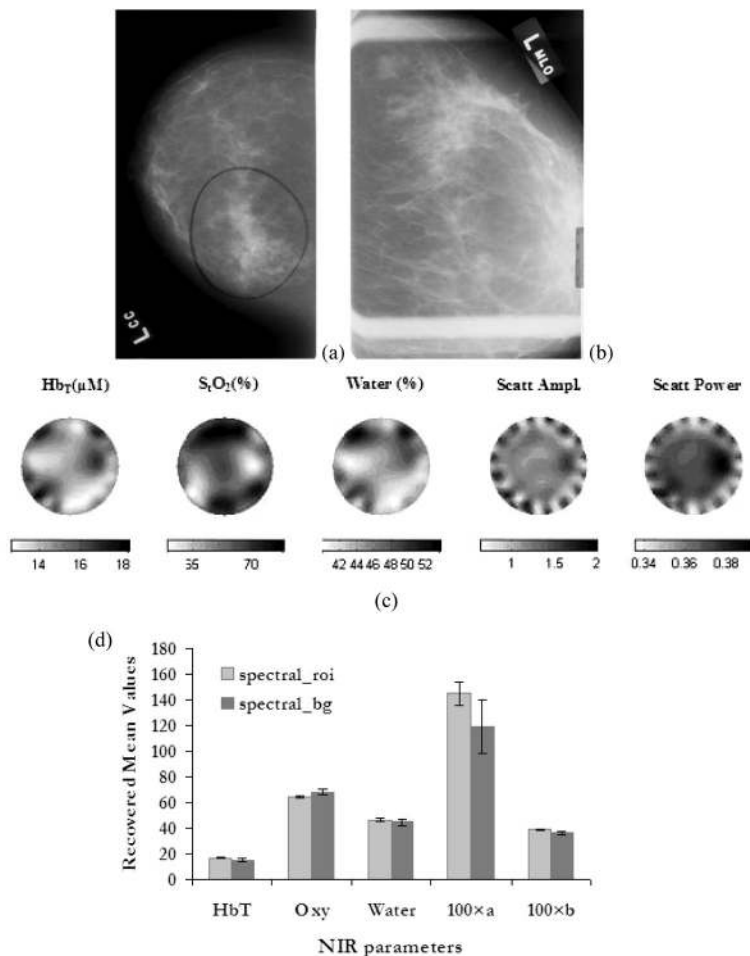 L MLO
L CC
(a)
(b)
HbT(µM)
StO2(%)
Water (%)
Scatt Ampl.
Scatt Power
14 16 18
65 70
42 44 46 48 50 52
1 1.5 2
0.34 0.36 0.38
(c)
(d)
180
160
140
120
100
80
60
40
20
0
Recovered Mean Values
spectral_roi
spectral_bg
HbT Oxy Water 100×a 100×b
NIR parameters